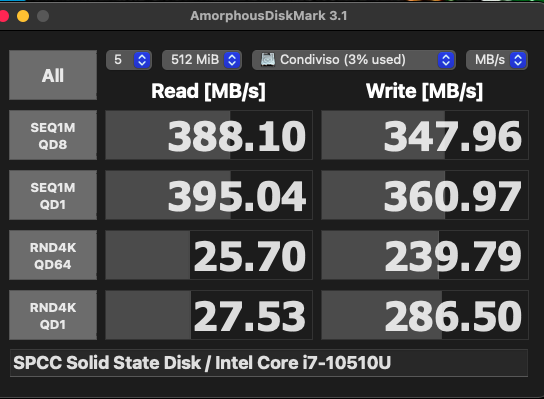 AmorphousDiskMark 3.1
All
5
512 MiB
Condiviso (3% used)
MB/s
Read [MB/s]
Write [MB/s]
SEQ1M
QD8
388.10
347.96
SEQ1M
QD1
395.04
360.97
RND4K
QD64
25.70
239.79
RND4K
QD1
27.53
286.50
SPCC Solid State Disk / Intel Core i7-10510U